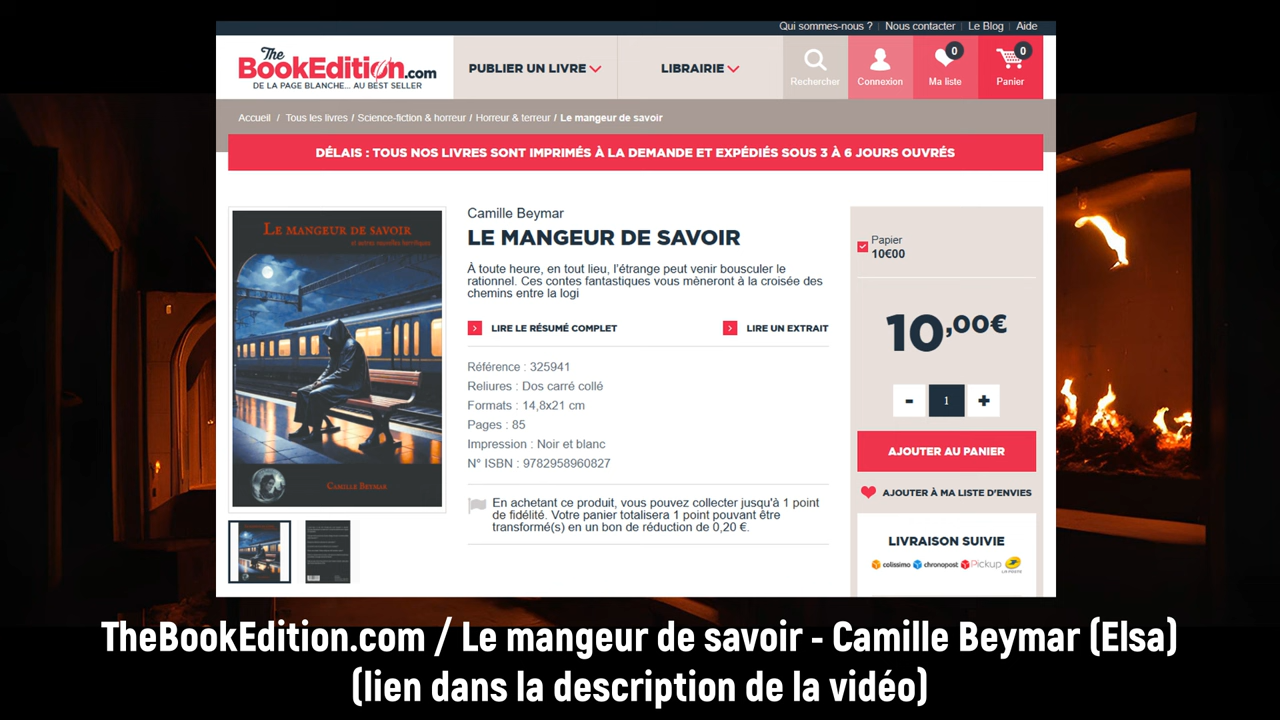 Qui sommes-nous ? Nous contacter Le Blog Aide
The
BookEdition.com
DE LA PAGE BLANCHE... AU BEST SELLER
PUBLIER UN LIVRE
LIBRAIRIE
Rechercher
Connexion
0
Ma liste
0
Panier
Accueil / Tous les livres / Science-fiction & horreur / Horreur & terreur / Le mangeur de savoir
DÉLAIS : TOUS NOS LIVRES SONT IMPRIMÉS À LA DEMANDE ET EXPÉDIÉS SOUS 3 À 6 JOURS OUVRÉS
Le mangeur de savoir
et autres nouvelles horrifiques
Camille Beymar
Camille Beymar
LE MANGEUR DE SAVOIR
À toute heure, en tout lieu, l'étrange peut venir bousculer le
rationnel. Ces contes fantastiques vous mèneront à la croisée des
chemins entre la logi
LIRE LE RÉSUMÉ COMPLET
LIRE UN EXTRAIT
Référence : 325941
Reliures : Dos carré collé
Formats : 14,8x21 cm
Pages : 85
Impression : Noir et blanc
N° ISBN : 9782958960827
En achetant ce produit, vous pouvez collecter jusqu'à 1 point
de fidélité. Votre panier totalisera 1 point pouvant être
transformé(s) en un bon de réduction de 0,20 €.
Papier
10€00
10,00€
- 1 +
AJOUTER AU PANIER
AJOUTER À MA LISTE D'ENVIES
LIVRAISON SUIVIE
colissimo chronopost Pickup
TheBookEdition.com / Le mangeur de savoir - Camille Beymar (Elsa)
(lien dans la description de la vidéo)